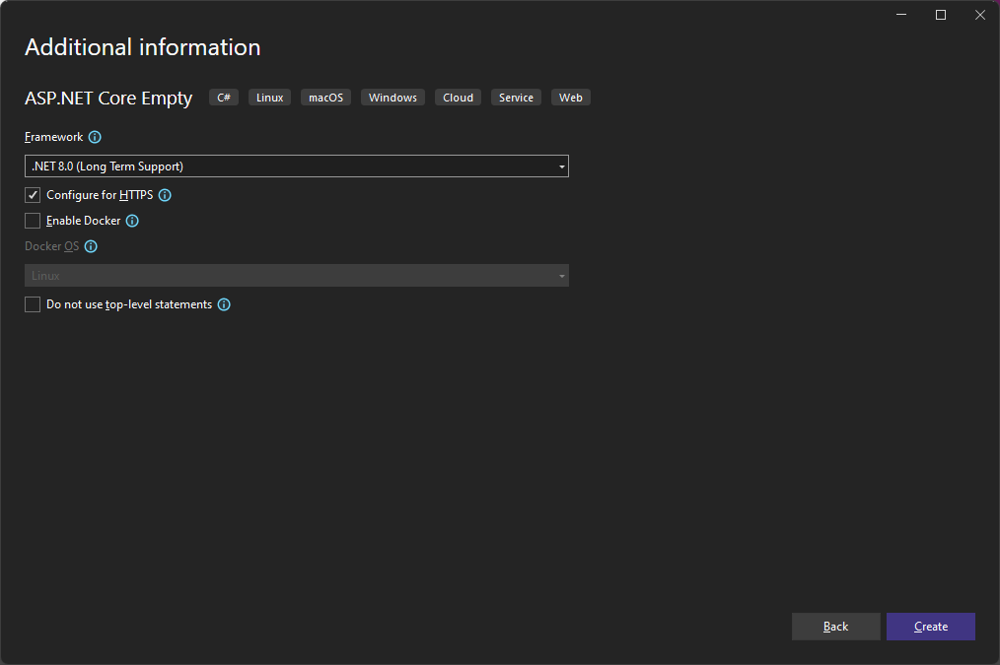 Additional information
ASP.NET Core Empty C# Linux macOS Windows Cloud Service Web
Framework
.NET 8.0 (Long Term Support)
Configure for HTTPS
Enable Docker
Docker OS
Linux
Do not use top-level statements
Back Create